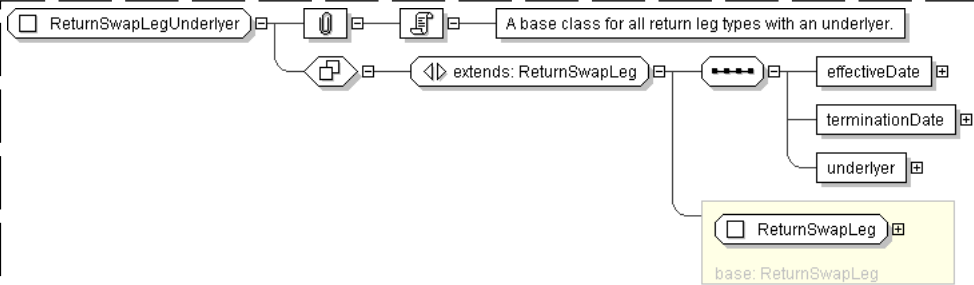 ReturnSwapLegUnderlyer
A base class for all return leg types with an underlyer.
extends: ReturnSwapLeg
effectiveDate
terminationDate
underlyer
ReturnSwapLeg
base: ReturnSwapLeg